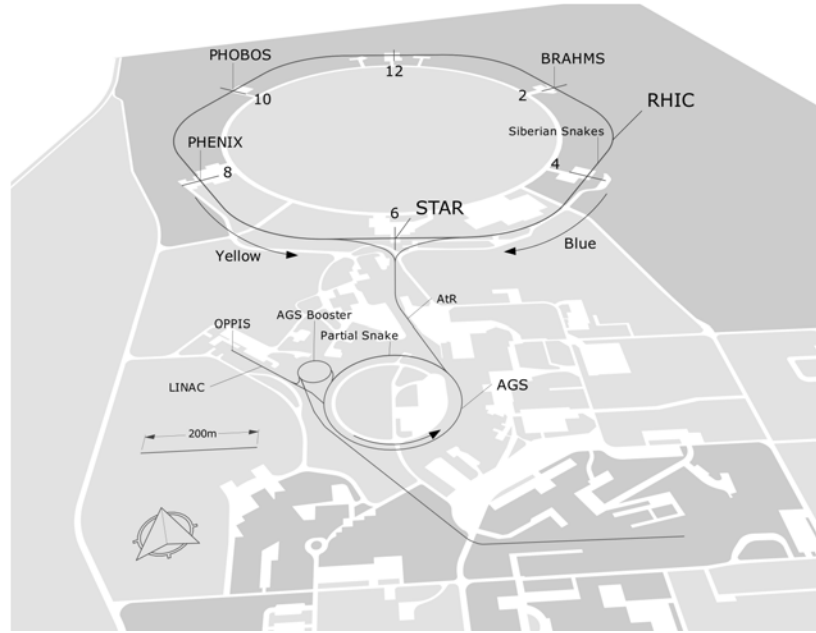 PHOBOS
12
BRAHMS
10
2
RHIC
PHENIX
Siberian Snakes
8
4
6
STAR
Yellow
Blue
AtR
OPPIS
AGS Booster
Partial Snake
LINAC
AGS
200m